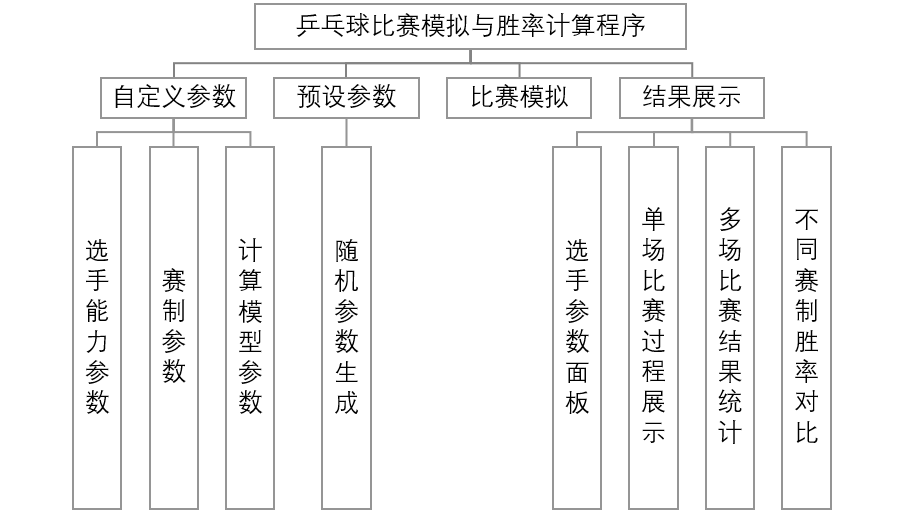 乒乓球比赛模拟与胜率计算程序
自定义参数
预设参数
比赛模拟
结果展示
选手能力参数
赛制参数
计算模型参数
随机参数生成
选手参数面板
单场比赛过程展示
多场比赛结果统计
不同赛制胜率对比